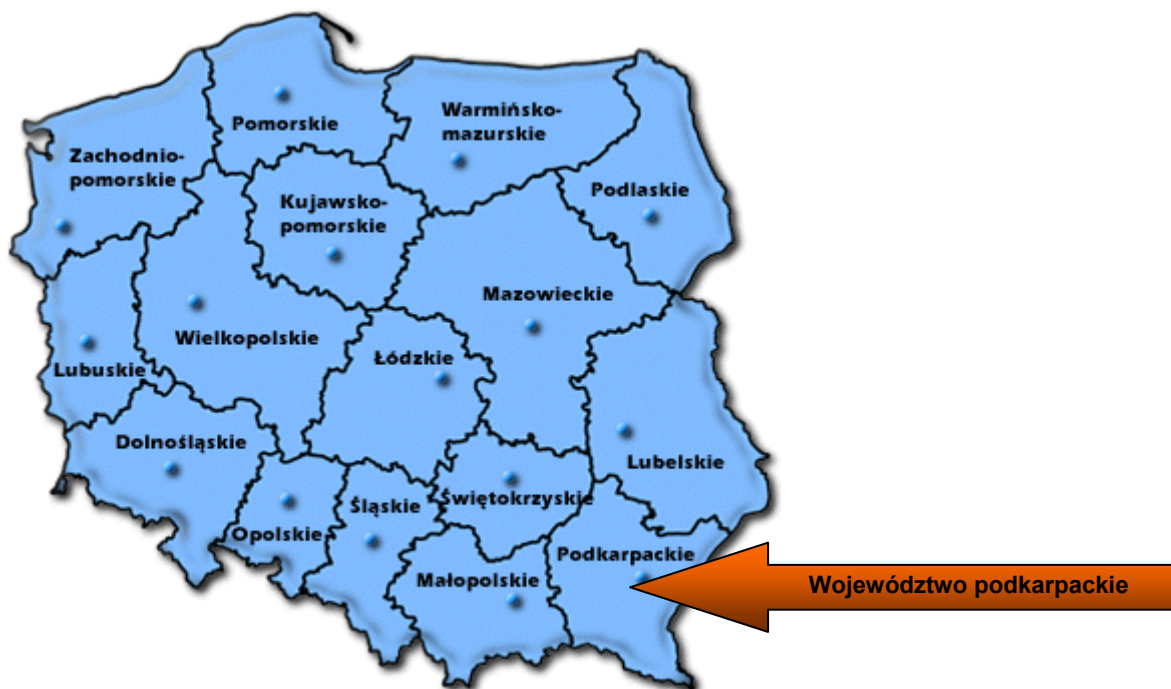 Pomorskie
Warmińsko-
mazurskie
Zachodnio-
pomorskie
Kujawsko-
pomorskie
Podlaskie
Mazowieckie
Wielkopolskie
Łódzkie
Lubuskie
Dolnośląskie
Lubelskie
Opolskie
Śląskie
Świętokrzyskie
Małopolskie
Podkarpackie
Województwo podkarpackie